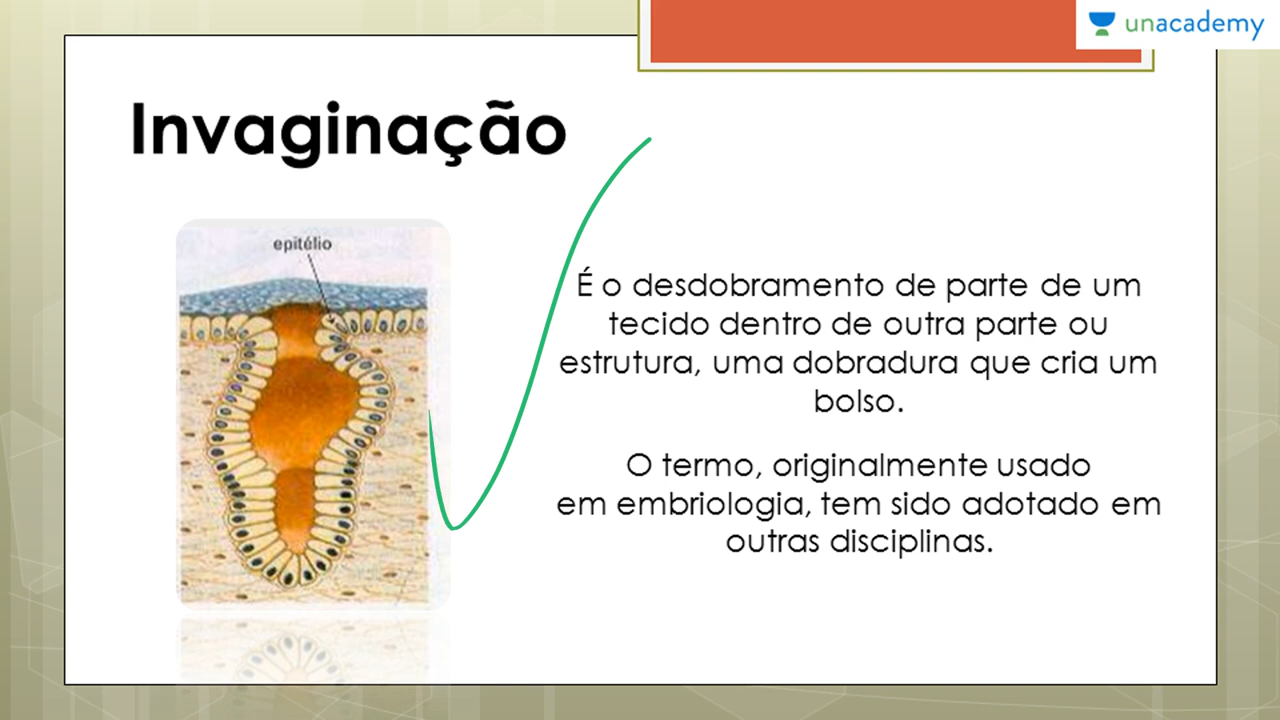 unacademy
Invaginação
epitélio
É o desdobramento de parte de um
tecido dentro de outra parte ou
estrutura, uma dobradura que cria um
bolso.
O termo, originalmente usado
em embriologia, tem sido adotado em
outras disciplinas.